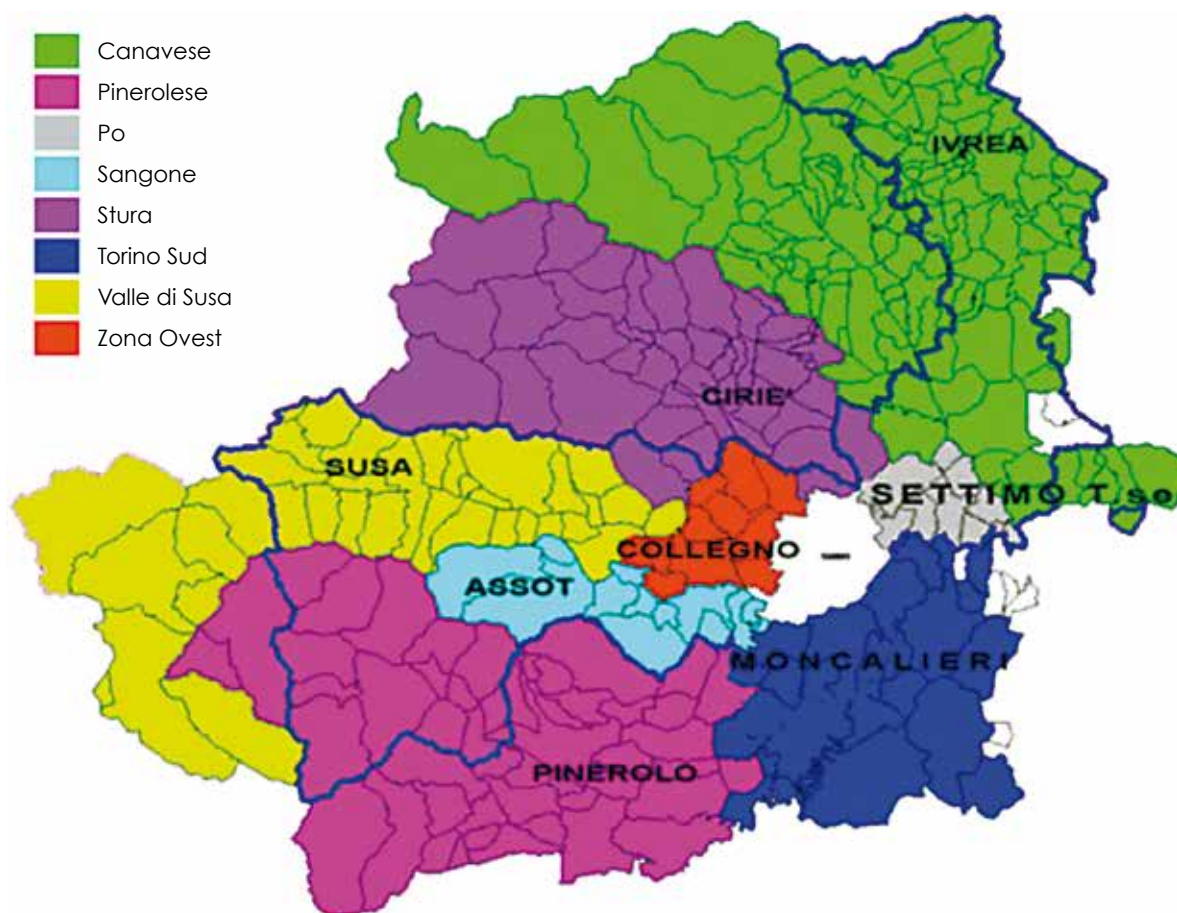 Canavese
Pinerolese
Po
Sangone
Stura
Torino Sud
Valle di Susa
Zona Ovest
IVREA
CIRIE'
SUSA
SETTIMO T.se
COLLEGNO
ASSOT
MONCALIERI
PINEROLO